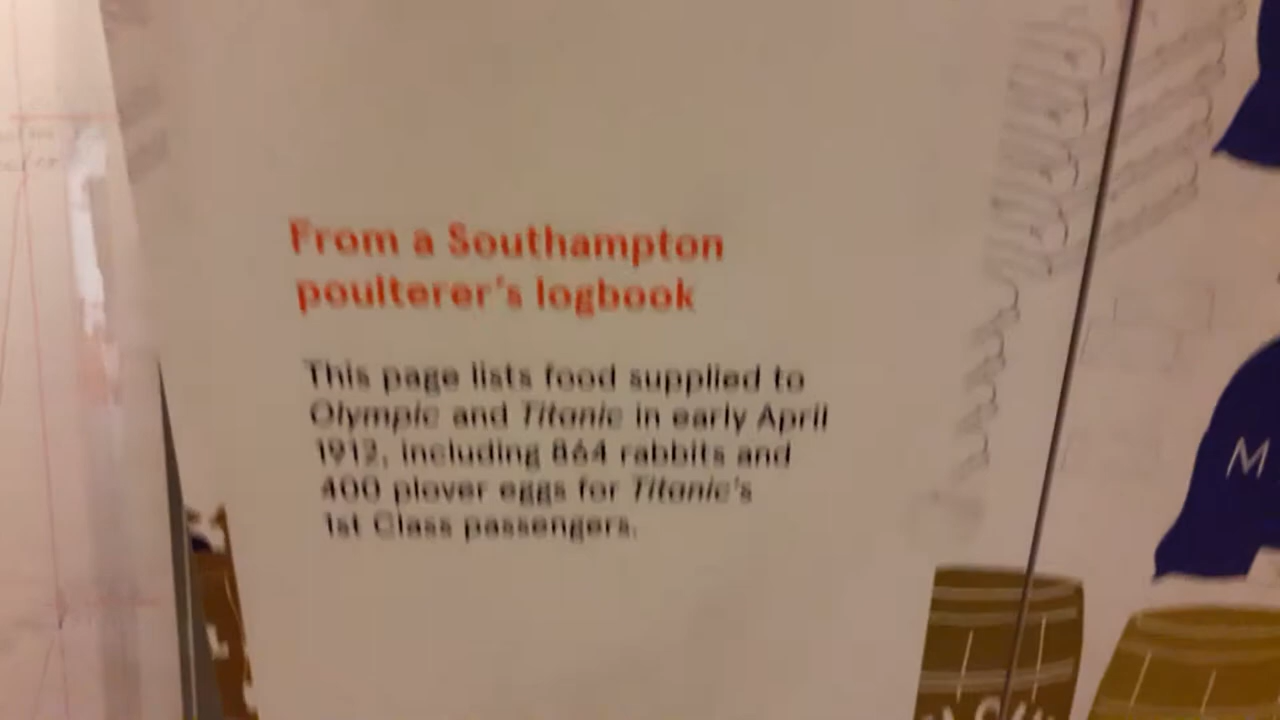 From a Southampton
poulterer's logbook
This page lists food supplied to
Olympic and Titanic in early April
1912, including 864 rabbits and
400 plover eggs for Titanic's
1st Class passengers.
M